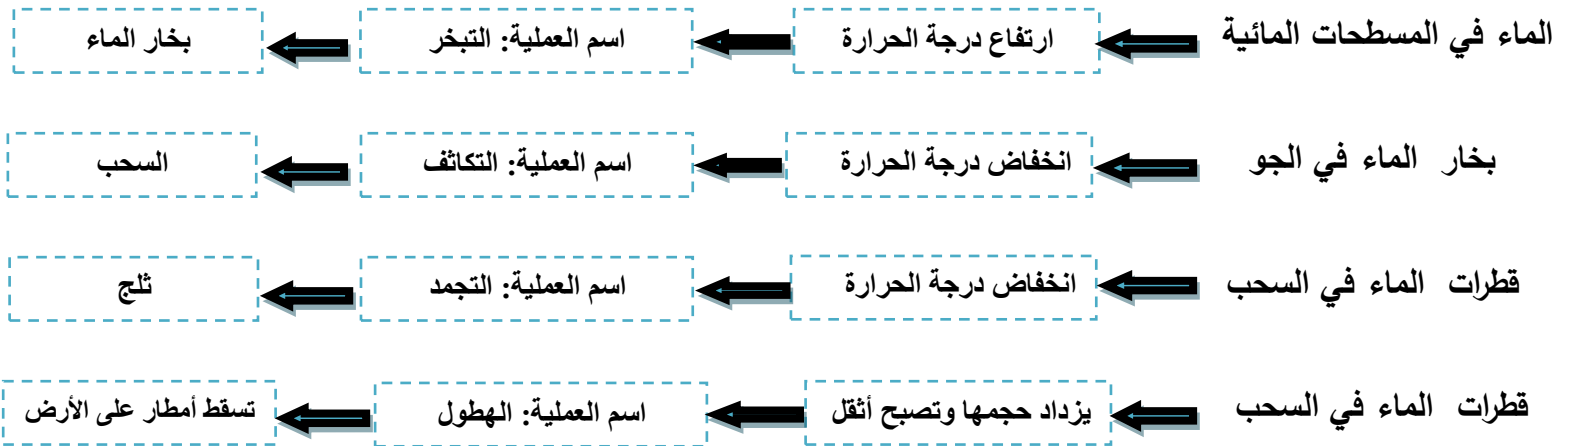 الماء في المسطحات المائية ارتفاع درجة الحرارة اسم العملية: التبخر بخار الماء
بخار الماء في الجو انخفاض درجة الحرارة اسم العملية: التكاثف السحب
قطرات الماء في السحب انخفاض درجة الحرارة اسم العملية: التجمد ثلج
قطرات الماء في السحب يزداد حجمها وتصبح أثقل اسم العملية: الهطول تسقط أمطار على الأرض